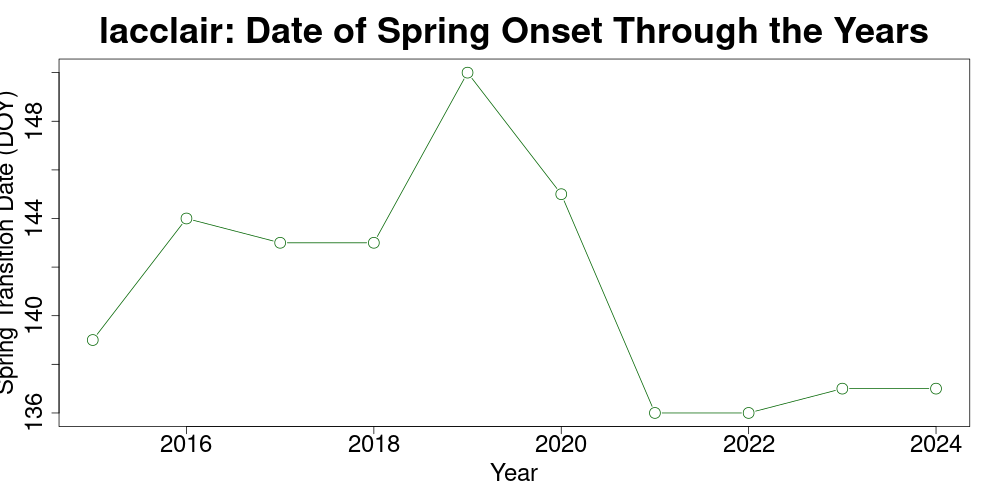 lacclair: Date of Spring Onset Through the Years
Spring Transition Date (DOY)
148
144
140
136
2016 2018 2020 2022 2024
Year